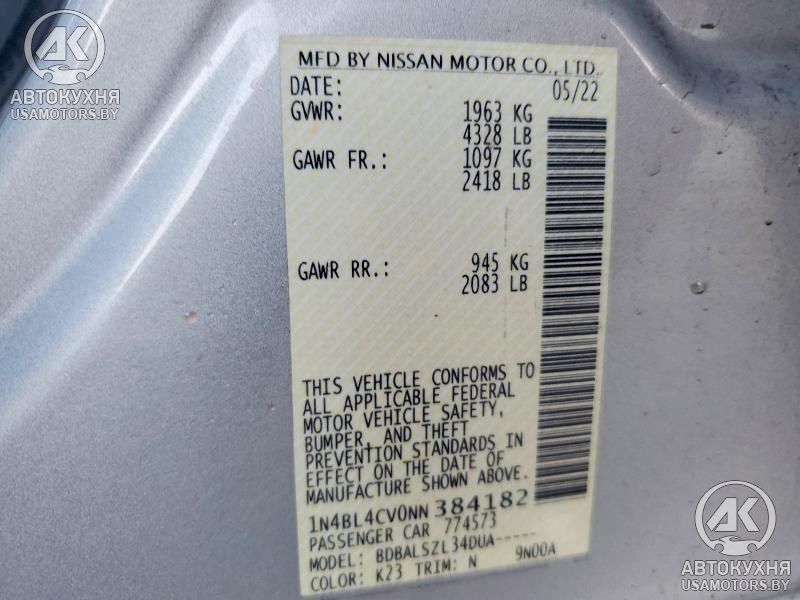 AK
АВТОКУХНЯ
USAMOTORS.BY
MFD BY NISSAN MOTOR CO., LTD.
DATE: 05/22
GVWR: 1963 KG
4328 LB
GAWR FR.: 1097 KG
2418 LB
GAWR RR.: 945 KG
2083 LB
THIS VEHICLE CONFORMS TO
ALL APPLICABLE FEDERAL
MOTOR VEHICLE SAFETY,
BUMPER, AND THEFT
PREVENTION STANDARDS IN
EFFECT ON THE DATE OF
MANUFACTURE SHOWN ABOVE.
1N4BL4CV0NN384182
PASSENGER CAR 774573
MODEL: BDBALSZL34DUA-----
9N00A
COLOR: K23 TRIM: N
AK
АВТОКУХНЯ
USAMOTORS.BY